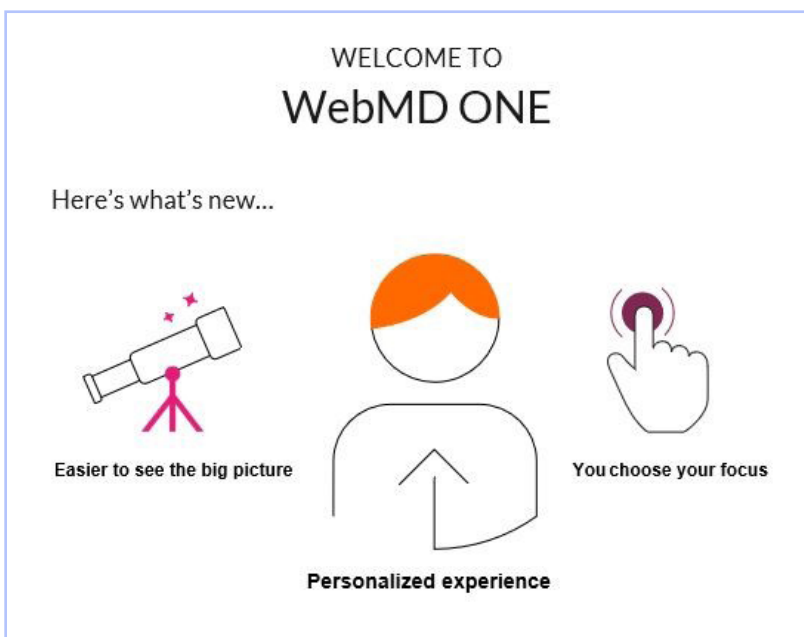 WELCOME TO
WebMD ONE
Here’s what’s new…
Easier to see the big picture
You choose your focus
Personalized experience